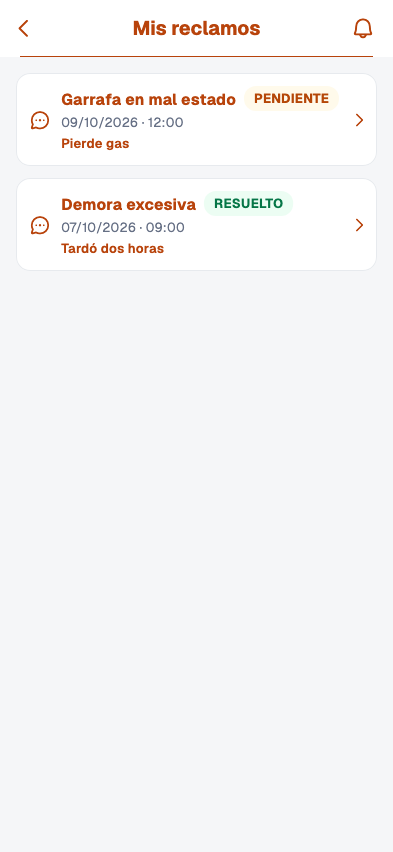 Mis reclamos
Garrafa en mal estado PENDIENTE
09/10/2026 · 12:00
Pierde gas
Demora excesiva RESUELTO
07/10/2026 · 09:00
Tardó dos horas